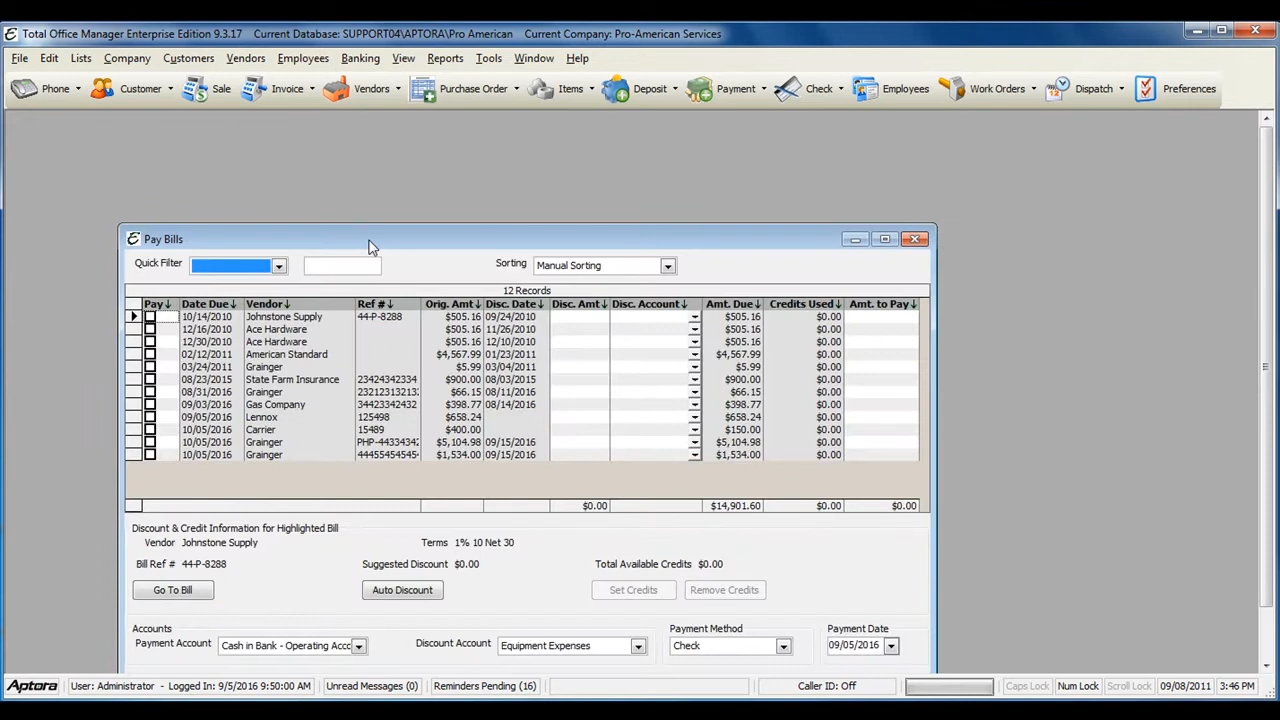 Total Office Manager Enterprise Edition 9.3.17 Current Database: SUPPORT04\APTORA\Pro American Current Company: Pro-American Services
File Edit Lists Company Customers Vendors Employees Banking View Reports Tools Window Help
Phone Customer Sale Invoice Vendors Purchase Order Items Deposit Payment Check Employees Work Orders Dispatch Preferences
Pay Bills
Quick Filter Sorting Manual Sorting
12 Records
Pay Date Due Vendor Ref # Orig. Amt Disc. Date Disc. Amt Disc. Account Amt. Due Credits Used Amt. to Pay
10/14/2010 Johnstone Supply 44-P-8288 $505.16 09/24/2010 $505.16 $0.00
12/16/2010 Ace Hardware $505.16 11/26/2010 $505.16 $0.00
12/30/2010 Ace Hardware $505.16 12/10/2010 $505.16 $0.00
02/12/2011 American Standard $4,567.99 01/23/2011 $4,567.99 $0.00
03/24/2011 Grainger $5.99 03/04/2011 $5.99 $0.00
08/23/2015 State Farm Insurance 23424342334 $900.00 08/03/2015 $900.00 $0.00
08/31/2016 Grainger 232123132132 $66.15 08/11/2016 $66.15 $0.00
09/03/2016 Gas Company 34423342432 $398.77 08/14/2016 $398.77 $0.00
09/05/2016 Lennox 125498 $658.24 $658.24 $0.00
10/05/2016 Carrier 15489 $400.00 $150.00 $0.00
10/05/2016 Grainger PHP-44334342 $5,104.98 09/15/2016 $5,104.98 $0.00
10/05/2016 Grainger 44455454545 $1,534.00 09/15/2016 $1,534.00 $0.00
$0.00 $14,901.60 $0.00 $0.00
Discount & Credit Information for Highlighted Bill
Vendor Johnstone Supply Terms 1% 10 Net 30
Bill Ref # 44-P-8288 Suggested Discount $0.00 Total Available Credits $0.00
Go To Bill Auto Discount Set Credits Remove Credits
Accounts Payment Method Payment Date
Payment Account Cash in Bank - Operating Accc Discount Account Equipment Expenses Check 09/05/2016
Aptora User: Administrator - Logged In: 9/5/2016 9:50:00 AM Unread Messages (0) Reminders Pending (16) Caller ID: Off Caps Lock Num Lock Scroll Lock 09/08/2011 3:46 PM